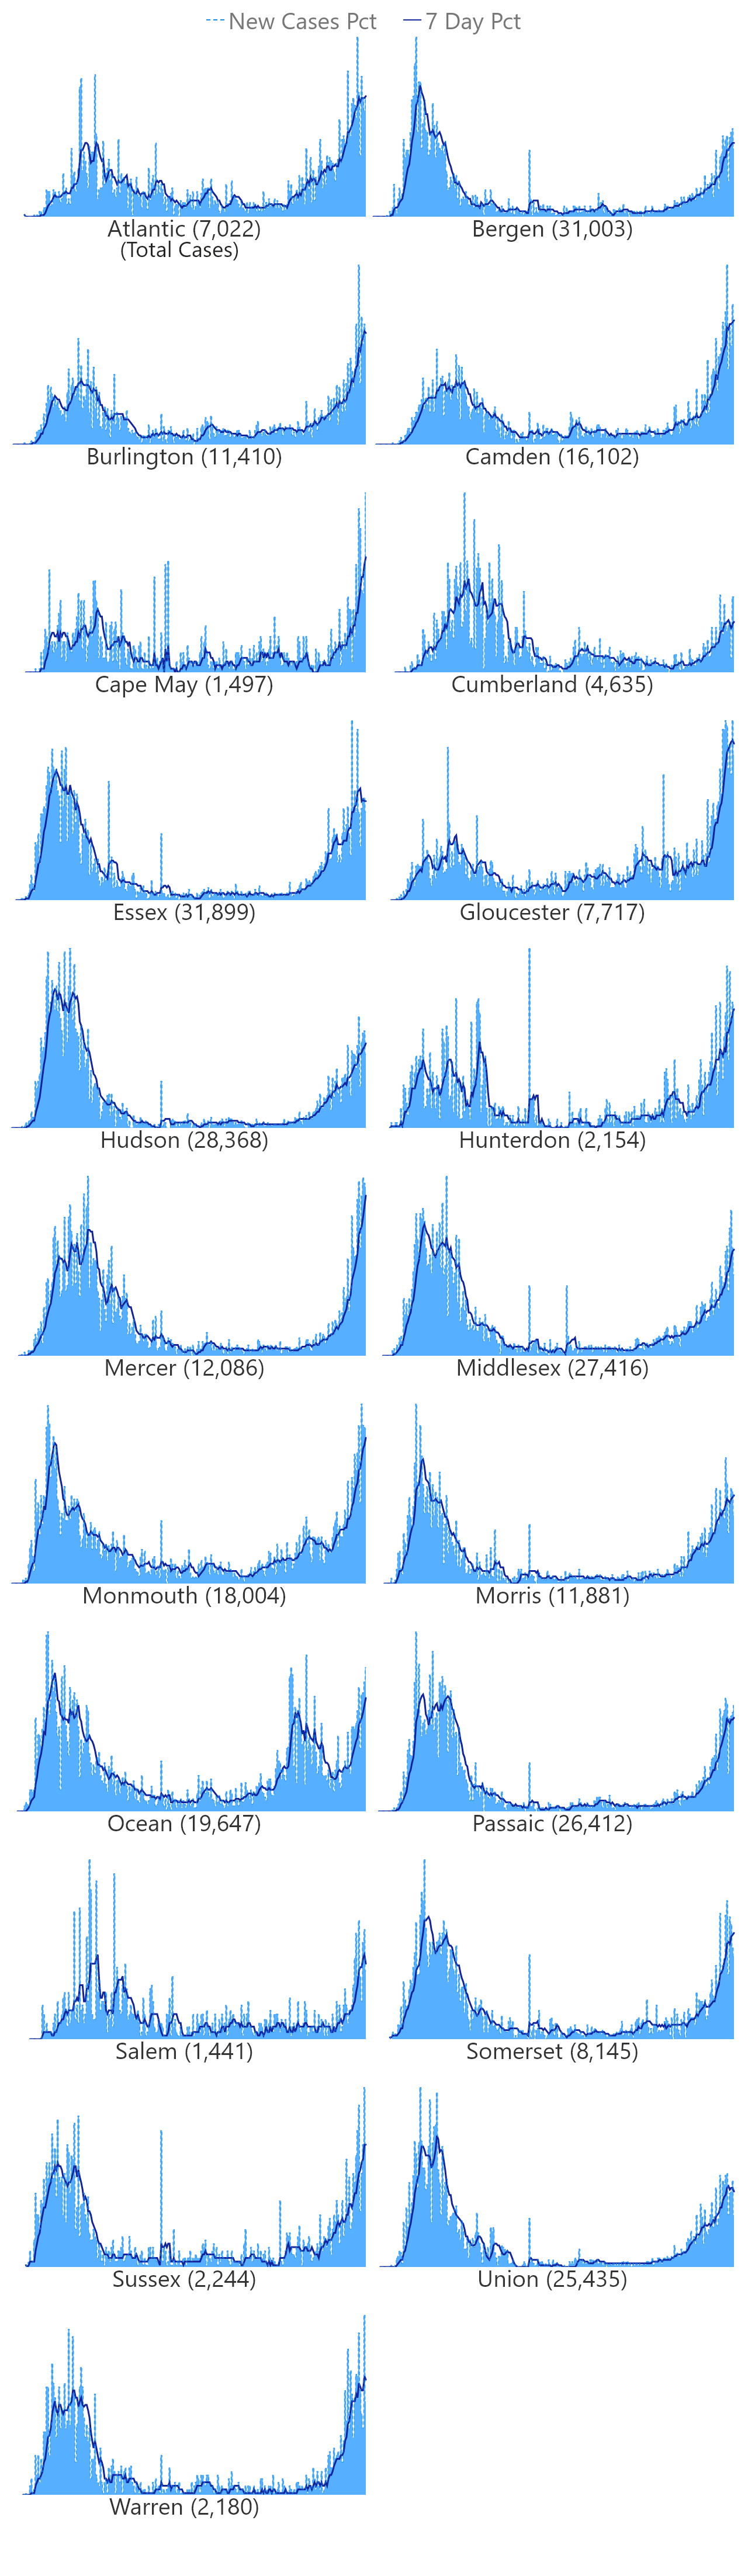 New Cases Pct 7 Day Pct
Atlantic (7,022)
(Total Cases)
Bergen (31,003)
Burlington (11,410)
Camden (16,102)
Cape May (1,497)
Cumberland (4,635)
Essex (31,899)
Gloucester (7,717)
Hudson (28,368)
Hunterdon (2,154)
Mercer (12,086)
Middlesex (27,416)
Monmouth (18,004)
Morris (11,881)
Ocean (19,647)
Passaic (26,412)
Salem (1,441)
Somerset (8,145)
Sussex (2,244)
Union (25,435)
Warren (2,180)